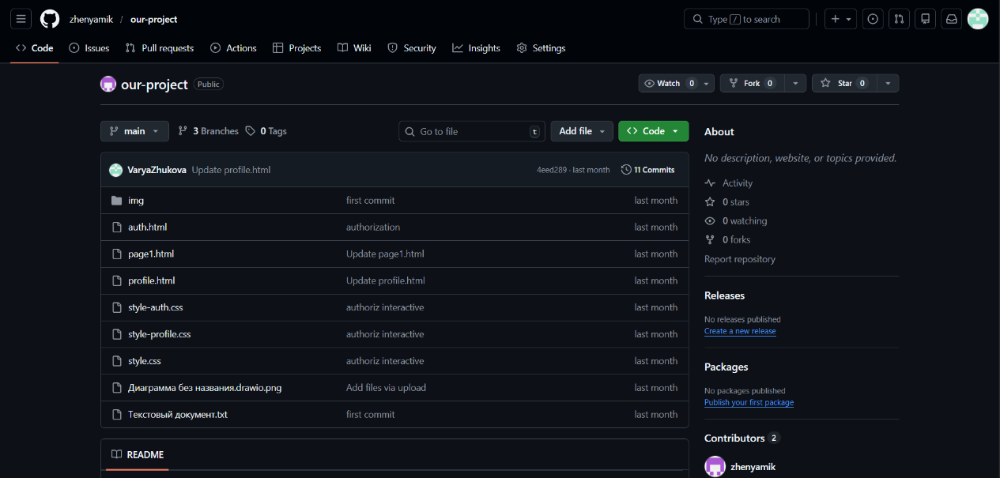 zhenyamik / our-project
Type / to search
Code Issues Pull requests Actions Projects Wiki Security Insights Settings
our-project Public
Watch 0 Fork 0 Star 0
main 3 Branches 0 Tags Go to file t Add file Code
VaryaZhukova Update profile.html 4eed289 · last month 11 Commits
img first commit last month
auth.html authorization last month
page1.html Update page1.html last month
profile.html Update profile.html last month
style-auth.css authoriz interactive last month
style-profile.css authoriz interactive last month
style.css authoriz interactive last month
Диаграмма без названия.drawio.png Add files via upload last month
Текстовый документ.txt first commit last month
README
About
No description, website, or topics provided.
Activity
0 stars
0 watching
0 forks
Report repository
Releases
No releases published
Create a new release
Packages
No packages published
Publish your first package
Contributors 2
zhenyamik